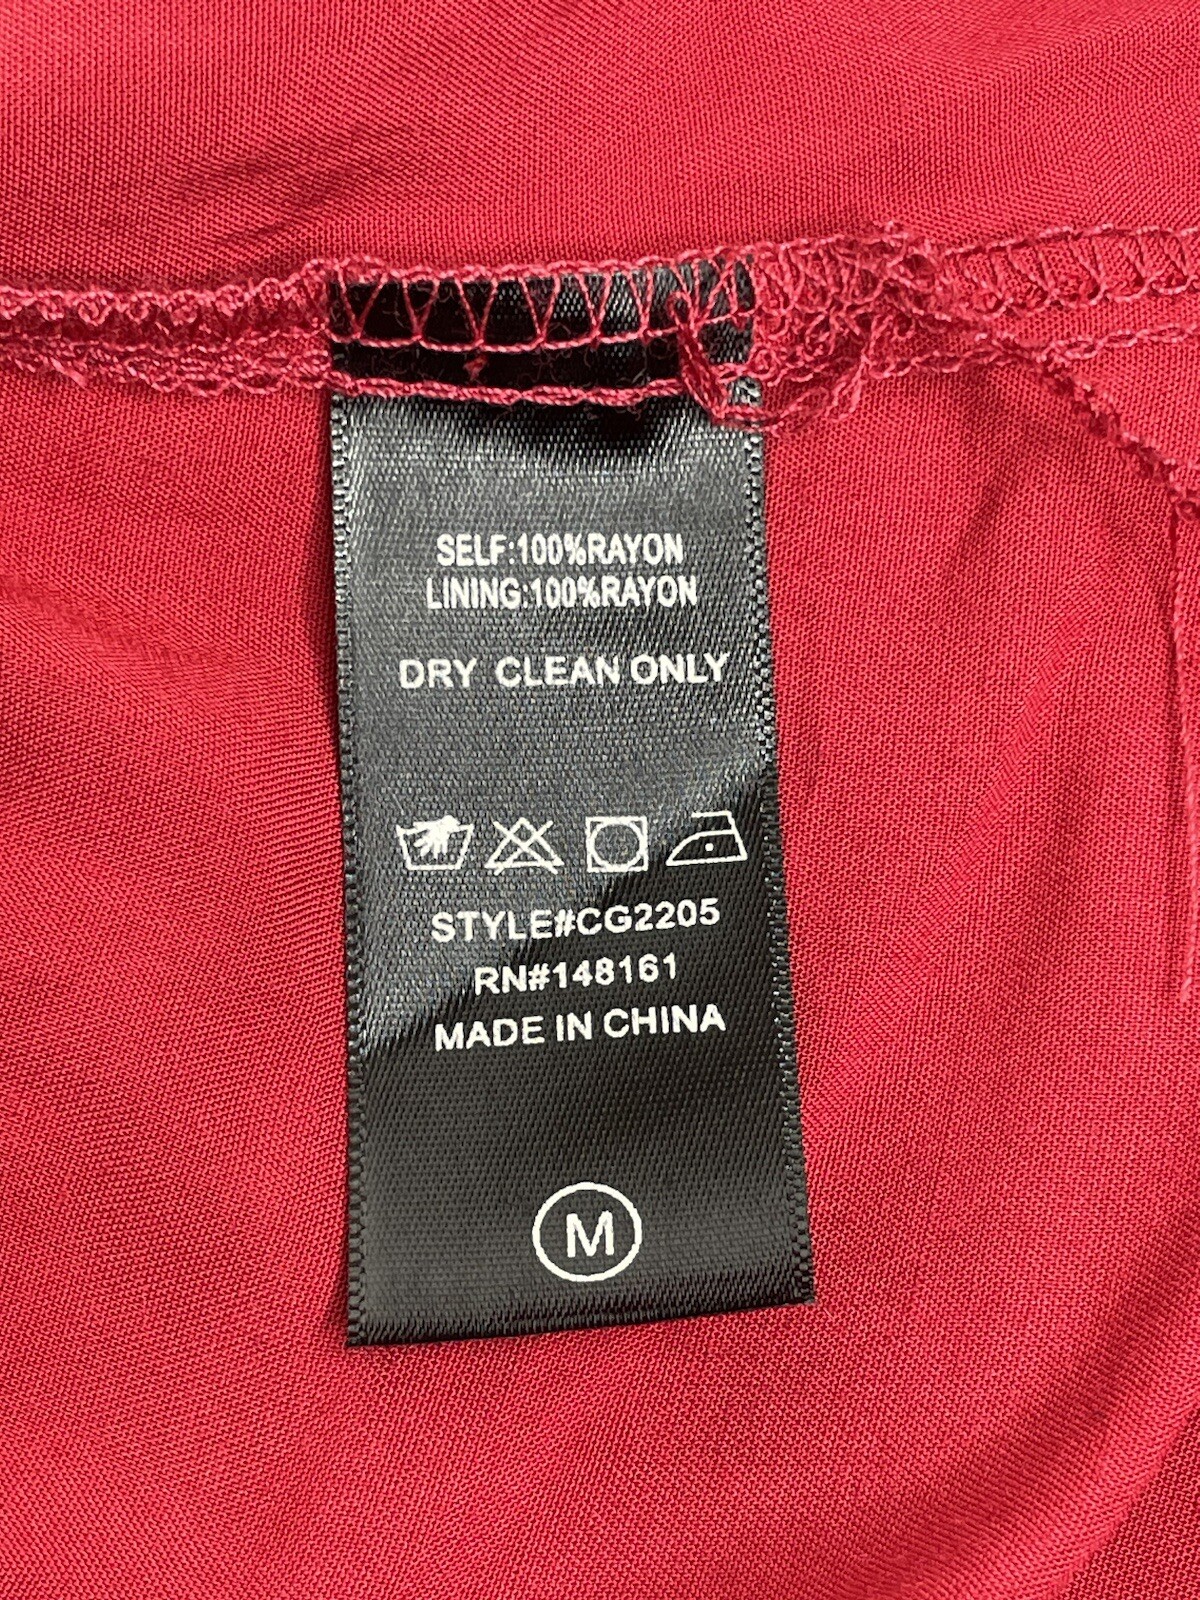 SELF:100%RAYON
LINING:100%RAYON
DRY CLEAN ONLY
STYLE#CG2205
RN#148161
MADE IN CHINA
M